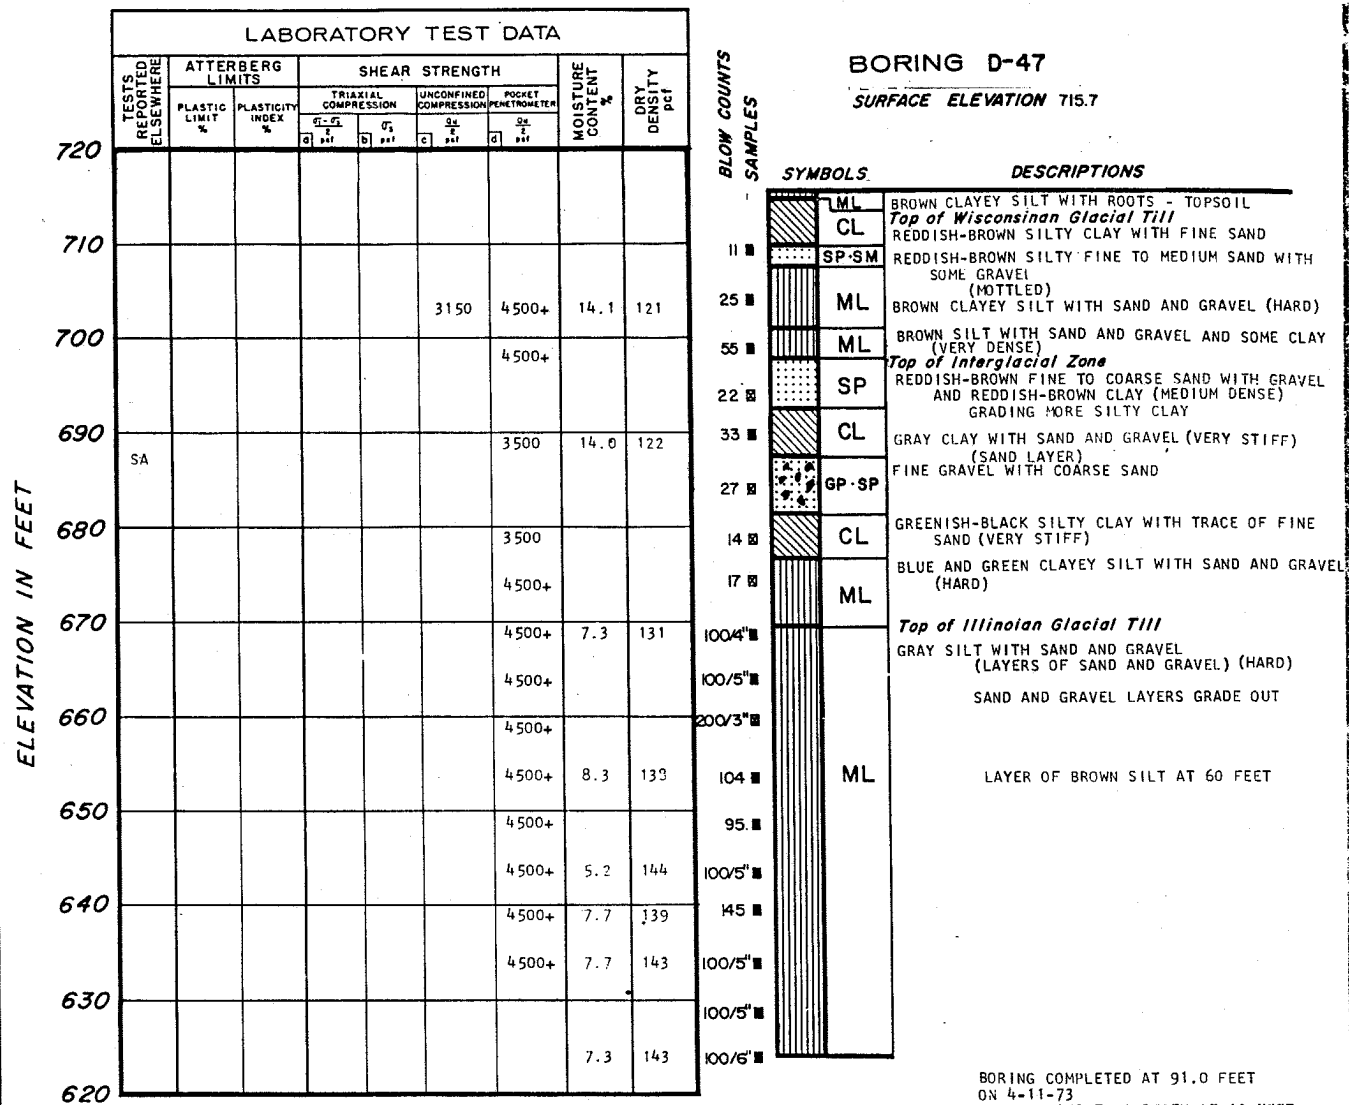 LABORATORY TEST DATA
TESTS REPORTED ELSEWHERE
ATTERBERG LIMITS
SHEAR STRENGTH
MOISTURE CONTENT %
DRY DENSITY pcf
PLASTIC LIMIT %
PLASTICITY INDEX %
TRIAXIAL COMPRESSION
UNCONFINED COMPRESSION
POCKET PENETROMETER
a psf
b psf
c psf
d psf
BLOW COUNTS
SAMPLES
BORING D-47
SURFACE ELEVATION 715.7
SYMBOLS
DESCRIPTIONS
ELEVATION IN FEET
720
710
700
690
680
670
660
650
640
630
620
3150 4500+ 14.1 121
4500+
3500 14.0 122
SA
3500
4500+
4500+ 7.3 131
4500+
4500+
4500+ 8.3 139
4500+
4500+ 5.2 144
4500+ 7.7 139
4500+ 7.7 143
7.3 143
11
25
55
22
33
27
14
17
100/4"
100/5"
200/3"
104
95
100/5"
145
100/5"
100/5"
100/6"
ML
CL
SP-SM
ML
ML
SP
CL
GP-SP
CL
ML
ML
BROWN CLAYEY SILT WITH ROOTS - TOPSOIL
Top of Wisconsinan Glacial Till
REDDISH-BROWN SILTY CLAY WITH FINE SAND
REDDISH-BROWN SILTY FINE TO MEDIUM SAND WITH
SOME GRAVEL
(MOTTLED)
BROWN CLAYEY SILT WITH SAND AND GRAVEL (HARD)
BROWN SILT WITH SAND AND GRAVEL AND SOME CLAY
(VERY DENSE)
Top of Interglacial Zone
REDDISH-BROWN FINE TO COARSE SAND WITH GRAVEL
AND REDDISH-BROWN CLAY (MEDIUM DENSE)
GRADING MORE SILTY CLAY
GRAY CLAY WITH SAND AND GRAVEL (VERY STIFF)
(SAND LAYER)
FINE GRAVEL WITH COARSE SAND
GREENISH-BLACK SILTY CLAY WITH TRACE OF FINE
SAND (VERY STIFF)
BLUE AND GREEN CLAYEY SILT WITH SAND AND GRAVEL
(HARD)
Top of Illinoian Glacial Till
GRAY SILT WITH SAND AND GRAVEL
(LAYERS OF SAND AND GRAVEL) (HARD)
SAND AND GRAVEL LAYERS GRADE OUT
LAYER OF BROWN SILT AT 60 FEET
BORING COMPLETED AT 91.0 FEET
ON 4-11-73